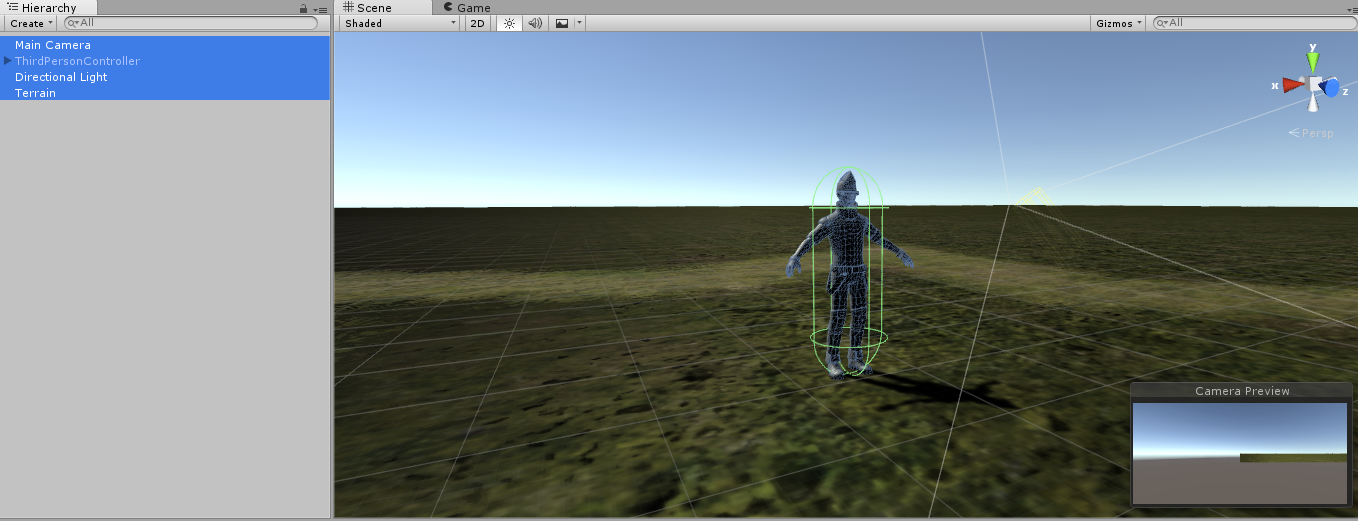 Hierarchy
Create
All
Main Camera
ThirdPersonController
Directional Light
Terrain
Scene
Game
Shaded
2D
Gizmos
All
y
x
z
Persp
Camera Preview